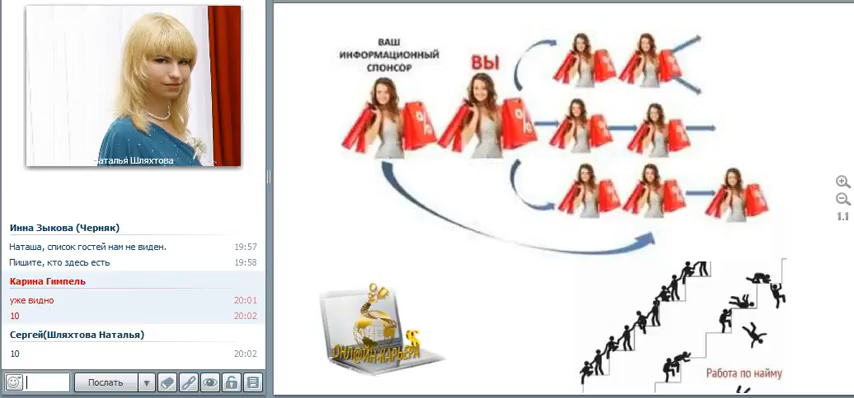 Наталья Шляхтова
Инна Зыкова (Черняк)
Наташа, список гостей нам не виден.
19:57
Пишите, кто здесь есть
19:58
Карина Гимпель
уже видно
20:01
10
20:02
Сергей(Шляхтова Наталья)
10
20:02
Послать
ВАШ
ИНФОРМАЦИОННЫЙ
СПОНСОР
ВЫ
%
%
ОНЛАЙН КАРЬЕРА
Работа по найму
1.1